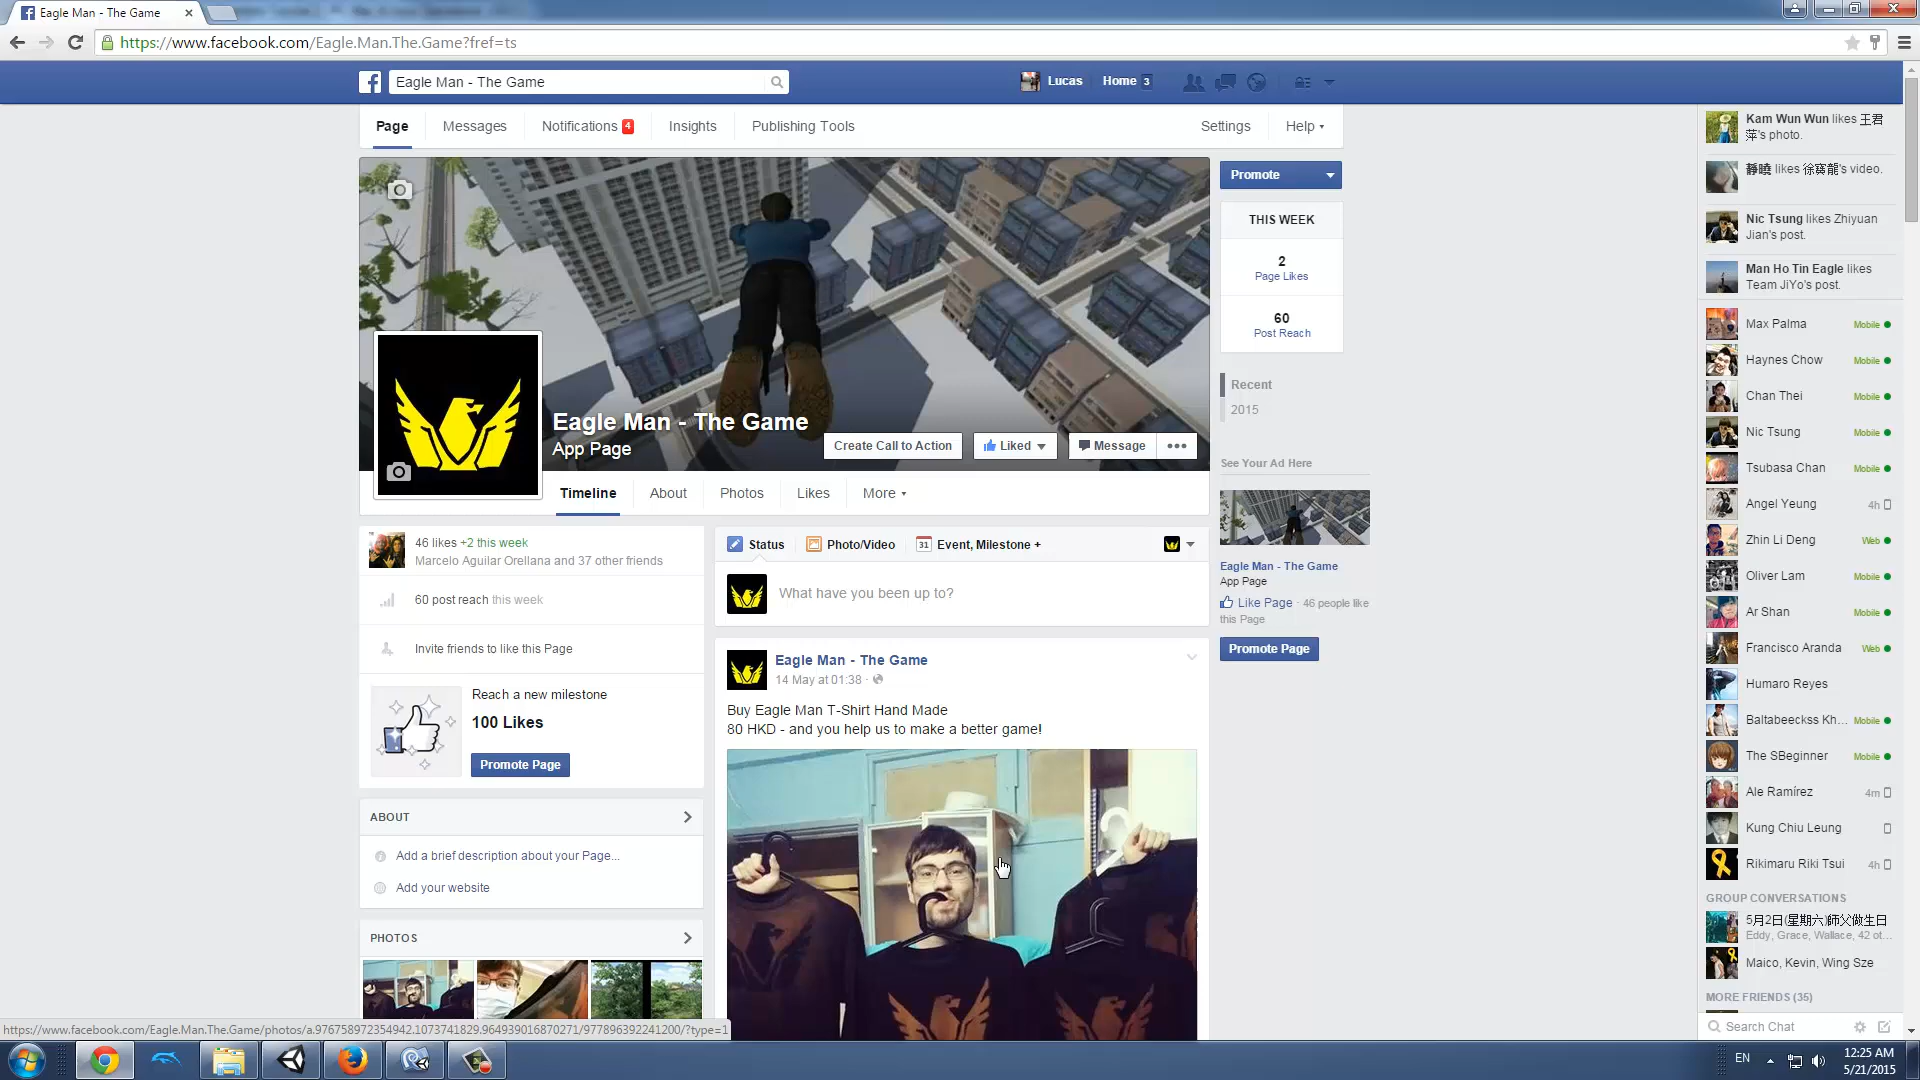 Eagle Man - The Game
https://www.facebook.com/Eagle.Man.The.Game?fref=ts
Eagle Man - The Game
Lucas
Home 3
Page
Messages
Notifications 4
Insights
Publishing Tools
Settings
Help
Eagle Man - The Game
App Page
Create Call to Action
Liked
Message
Timeline
About
Photos
Likes
More
Promote
THIS WEEK
2
Page Likes
60
Post Reach
Recent
2015
See Your Ad Here
Eagle Man - The Game
App Page
Like Page · 46 people like
this Page
Promote Page
46 likes +2 this week
Marcelo Aguilar Orellana and 37 other friends
60 post reach this week
Invite friends to like this Page
Reach a new milestone
100 Likes
Promote Page
ABOUT
Add a brief description about your Page...
Add your website
PHOTOS
Status
Photo/Video
31 Event, Milestone +
What have you been up to?
Eagle Man - The Game
14 May at 01:38 ·
Buy Eagle Man T-Shirt Hand Made
80 HKD - and you help us to make a better game!
Kam Wun Wun likes 王君
萍's photo.
靜曉 likes 徐寶龍's video.
Nic Tsung likes Zhiyuan
Jian's post.
Man Ho Tin Eagle likes
Team JiYo's post.
Max Palma Mobile
Haynes Chow Mobile
Chan Thei Mobile
Nic Tsung Mobile
Tsubasa Chan Mobile
Angel Yeung 4h
Zhin Li Deng Web
Oliver Lam Mobile
Ar Shan Mobile
Francisco Aranda Web
Humaro Reyes
Baltabeeckss Kh... Mobile
The SBeginner Mobile
Ale Ramírez 4m
Kung Chiu Leung
Rikimaru Riki Tsui 4h
GROUP CONVERSATIONS
5月2日(星期六)師父做生日
Eddy, Grace, Wallace, 42 ot...
Maico, Kevin, Wing Sze
MORE FRIENDS (35)
Search Chat
https://www.facebook.com/Eagle.Man.The.Game/photos/a.976758972354942.1073741829.964939016870271/977896392241200/?type=1
EN
12:25 AM
5/21/2015